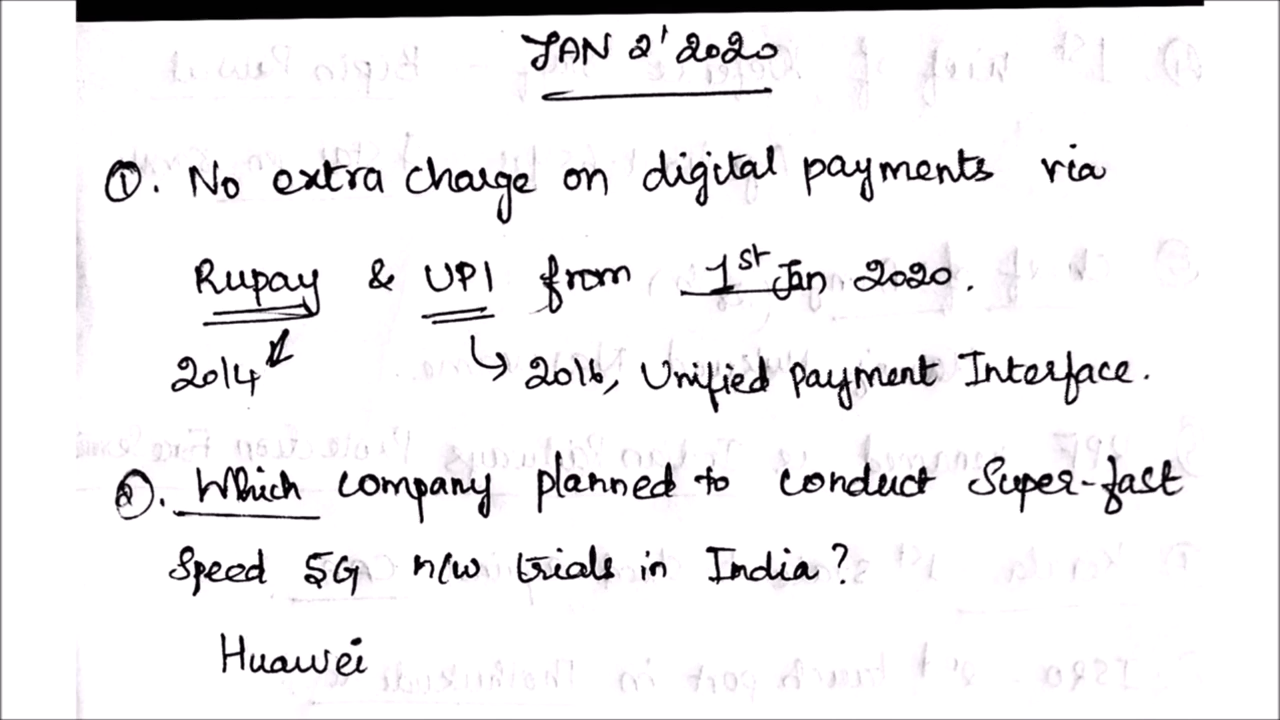 JAN 2' 2020
①. No extra charge on digital payments via
Rupay & UPI from 1st Jan 2020.
2014 ↳ 2016, Unified payment Interface.
②. Which company planned to conduct Super-fast
Speed 5G n/w trials in India?
Huawei